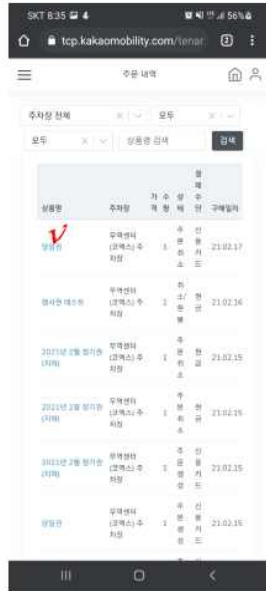 SKT 8:35
56%
tcp.kakaomobility.com/tenar
2
주문 내역
주차장 전체
모두
모두
상품명 검색
검색
상품명 주차장 가격 수량 상태 결제수단 구매일자
당일권 무역센터(코엑스) 주차장 1 주문취소 신용카드 21.02.17
행사권 테스트 무역센터(코엑스) 주차장 1 취소/환불 현금 21.02.16
2021년 2월 정기권(지하) 무역센터(코엑스) 주차장 1 주문취소 현금 21.02.15
2021년 2월 정기권(지하) 무역센터(코엑스) 주차장 1 주문취소 현금 21.02.15
2021년 2월 정기권(지하) 무역센터(코엑스) 주차장 1 주문생성 신용카드 21.02.15
당일권 무역센터(코엑스) 주차장 1 주문생성 신용카드 21.02.15